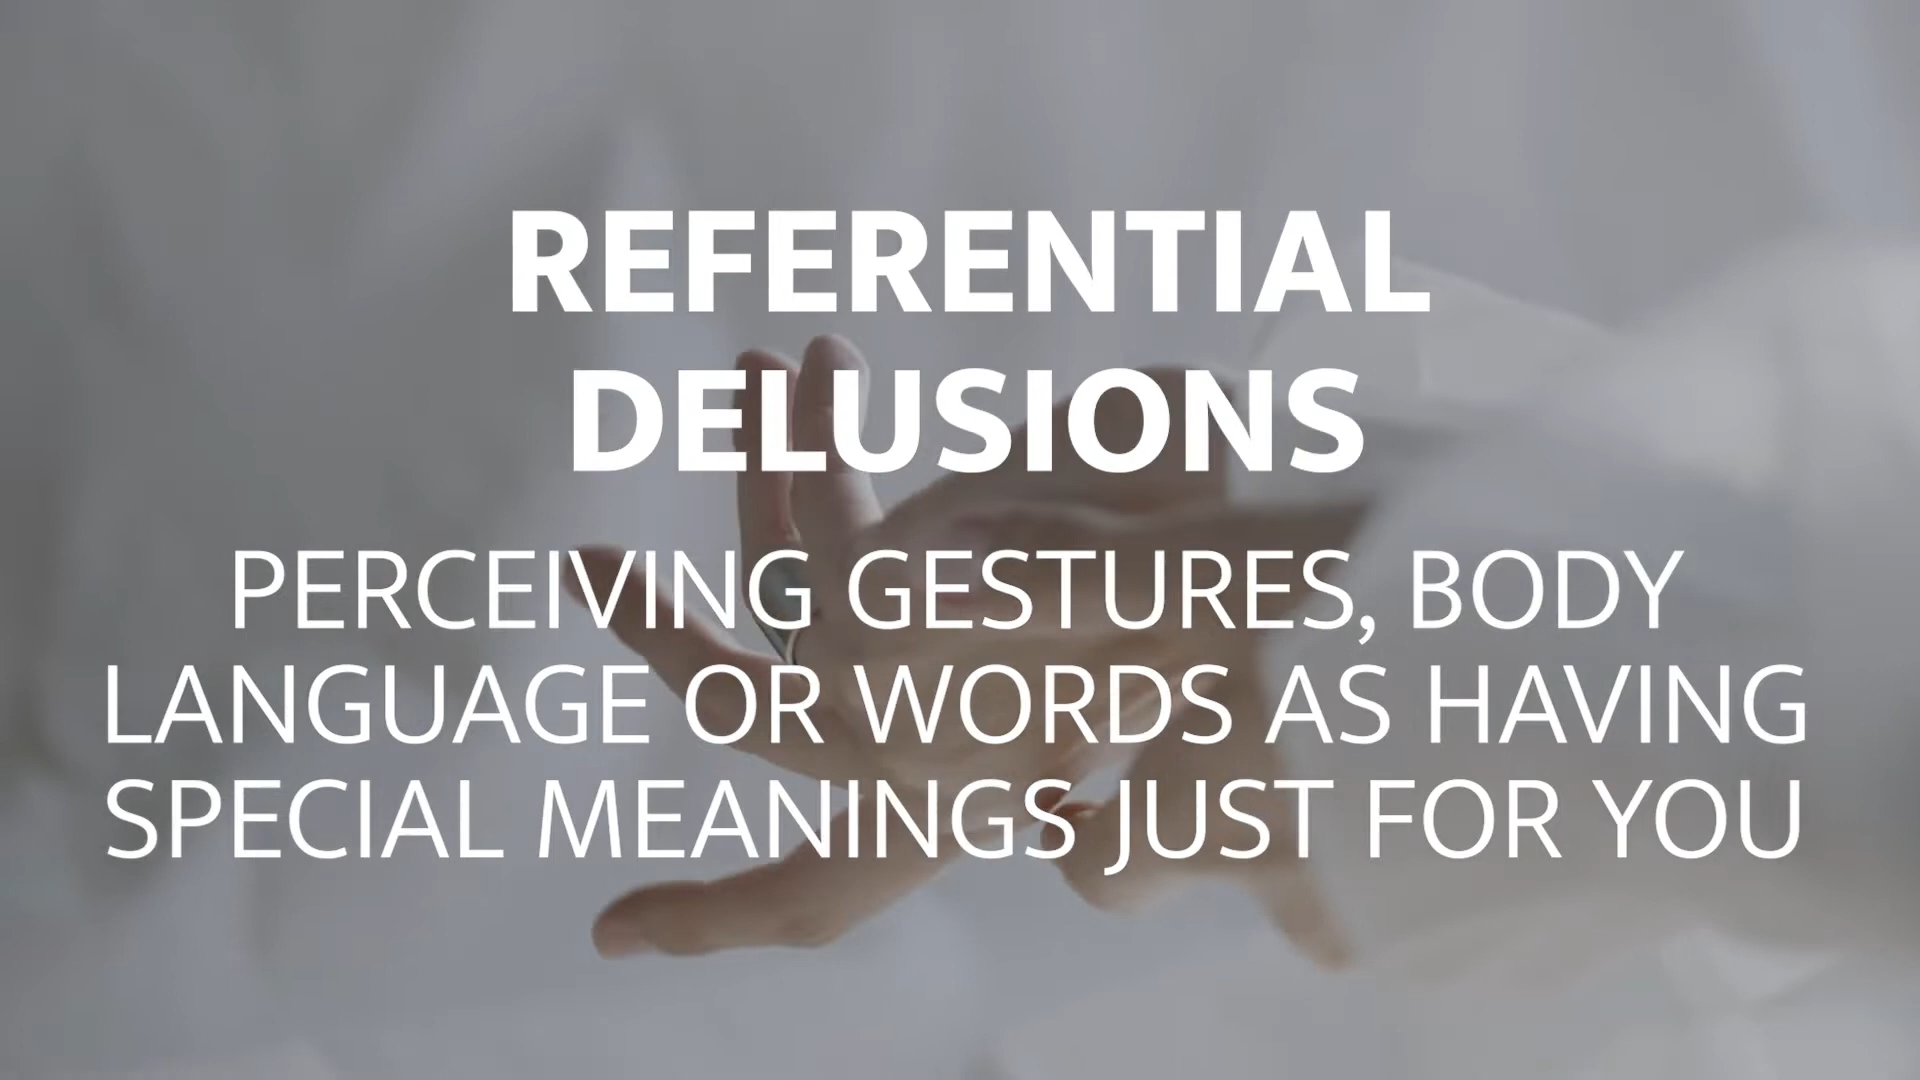 REFERENTIAL
DELUSIONS
PERCEIVING GESTURES, BODY
LANGUAGE OR WORDS AS HAVING
SPECIAL MEANINGS JUST FOR YOU